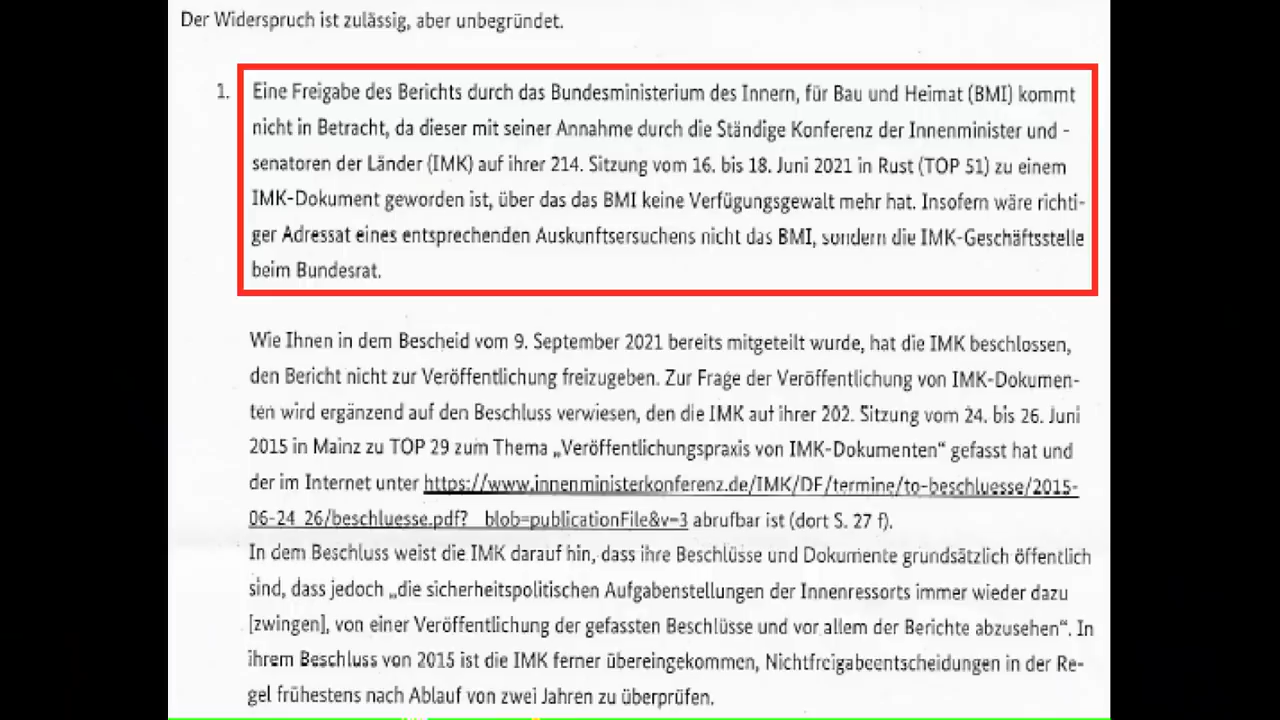 Der Widerspruch ist zulässig, aber unbegründet.
1. Eine Freigabe des Berichts durch das Bundesministerium des Innern, für Bau und Heimat (BMI) kommt
nicht in Betracht, da dieser mit seiner Annahme durch die Ständige Konferenz der Innenminister und -
senatoren der Länder (IMK) auf ihrer 214. Sitzung vom 16. bis 18. Juni 2021 in Rust (TOP 51) zu einem
IMK-Dokument geworden ist, über das das BMI keine Verfügungsgewalt mehr hat. Insofern wäre richti-
ger Adressat eines entsprechenden Auskunftsersuchens nicht das BMI, sondern die IMK-Geschäftsstelle
beim Bundesrat.
Wie Ihnen in dem Bescheid vom 9. September 2021 bereits mitgeteilt wurde, hat die IMK beschlossen,
den Bericht nicht zur Veröffentlichung freizugeben. Zur Frage der Veröffentlichung von IMK-Dokumen-
ten wird ergänzend auf den Beschluss verwiesen, den die IMK auf ihrer 202. Sitzung vom 24. bis 26. Juni
2015 in Mainz zu TOP 29 zum Thema „Veröffentlichungspraxis von IMK-Dokumenten“ gefasst hat und
der im Internet unter https://www.innenministerkonferenz.de/IMK/DF/termine/to-beschluesse/2015-
06-24_26/beschluesse.pdf?__blob=publicationFile&v=3 abrufbar ist (dort S. 27 f).
In dem Beschluss weist die IMK darauf hin, dass ihre Beschlüsse und Dokumente grundsätzlich öffentlich
sind, dass jedoch „die sicherheitspolitischen Aufgabenstellungen der Innenressorts immer wieder dazu
[zwingen], von einer Veröffentlichung der gefassten Beschlüsse und vor allem der Berichte abzusehen“. In
ihrem Beschluss von 2015 ist die IMK ferner übereingekommen, Nichtfreigabeentscheidungen in der Re-
gel frühestens nach Ablauf von zwei Jahren zu überprüfen.